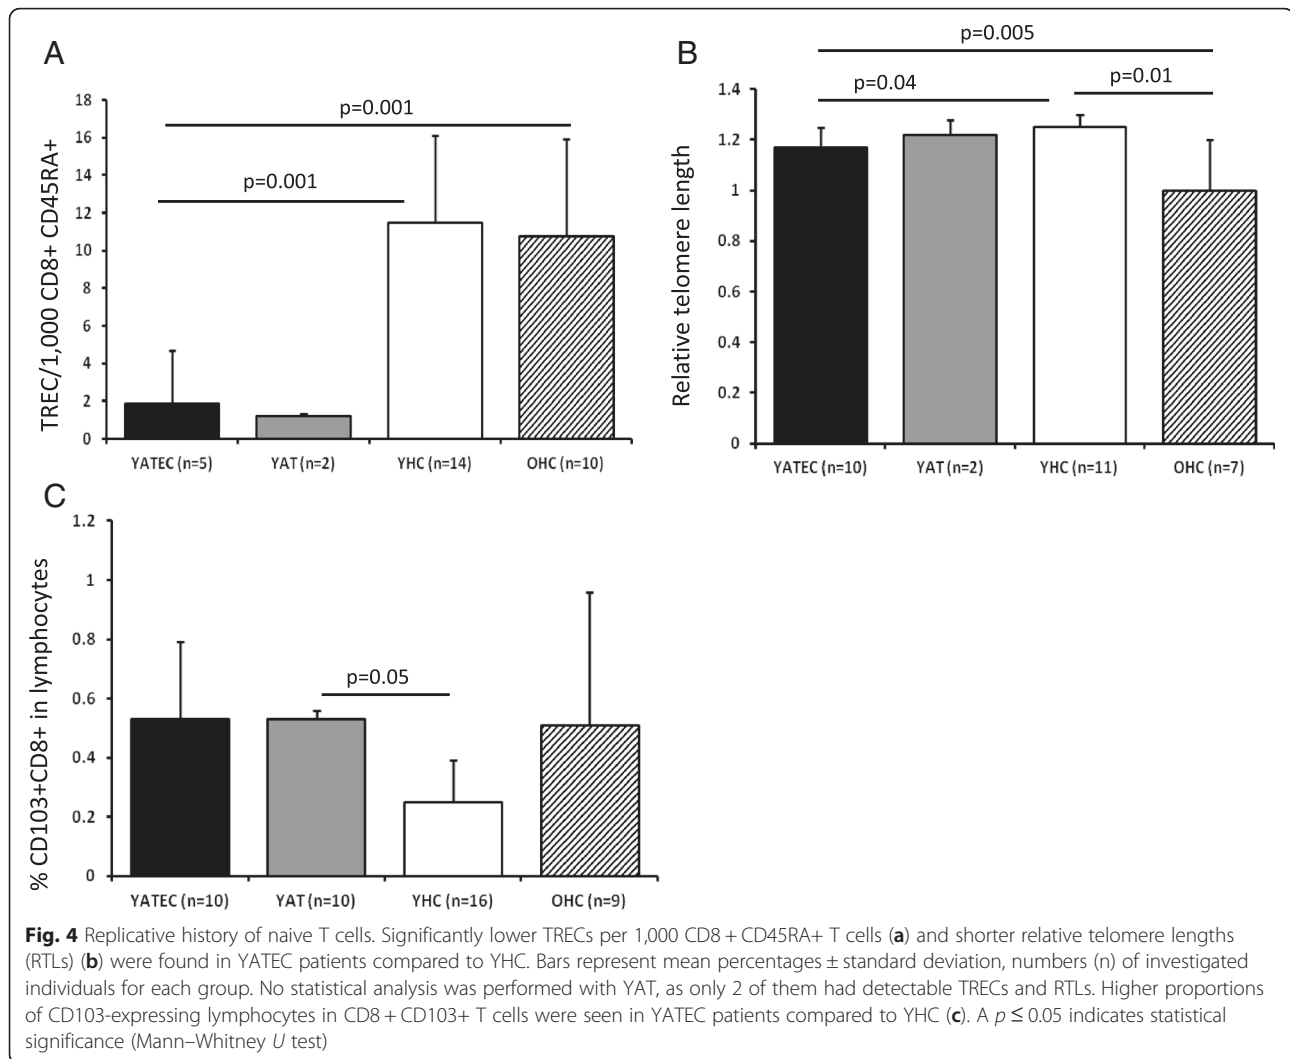 A
TREC/1,000 CD8+ CD45RA+
18
16
14
12
10
8
6
4
2
0
p=0.001
p=0.001
YATEC (n=5) YAT (n=2) YHC (n=14) OHC (n=10)
B
Relative telomere length
p=0.005
p=0.04 p=0.01
1.4
1.2
1
0.8
0.6
0.4
0.2
0
YATEC (n=10) YAT (n=2) YHC (n=11) OHC (n=7)
C
% CD103+CD8+ in lymphocytes
1.2
1
0.8
0.6
0.4
0.2
0
p=0.05
YATEC (n=10) YAT (n=10) YHC (n=16) OHC (n=9)
Fig. 4 Replicative history of naive T cells. Significantly lower TRECs per 1,000 CD8 + CD45RA+ T cells (a) and shorter relative telomere lengths
(RTLs) (b) were found in YATEC patients compared to YHC. Bars represent mean percentages ± standard deviation, numbers (n) of investigated
individuals for each group. No statistical analysis was performed with YAT, as only 2 of them had detectable TRECs and RTLs. Higher proportions
of CD103-expressing lymphocytes in CD8 + CD103+ T cells were seen in YATEC patients compared to YHC (c). A p ≤ 0.05 indicates statistical
significance (Mann–Whitney U test)